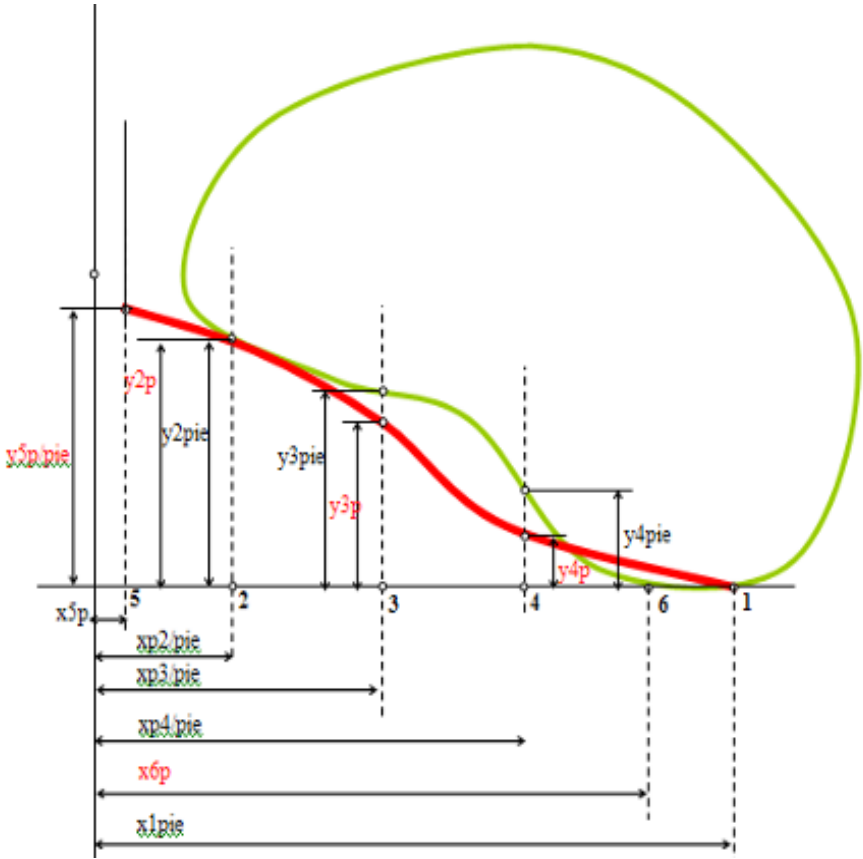 y2p
y2pie
y5p/pie
y3pie
y3p
y4pie
y4p
5
2
3
4
6
1
x5p
xp2/pie
xp3/pie
xp4/pie
x6p
x1pie